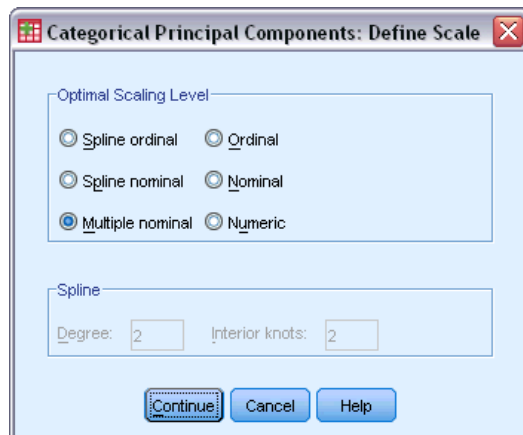 Categorical Principal Components: Define Scale
Optimal Scaling Level
Spline ordinal Ordinal
Spline nominal Nominal
Multiple nominal Numeric
Spline
Degree: 2 Interior knots: 2
Continue Cancel Help